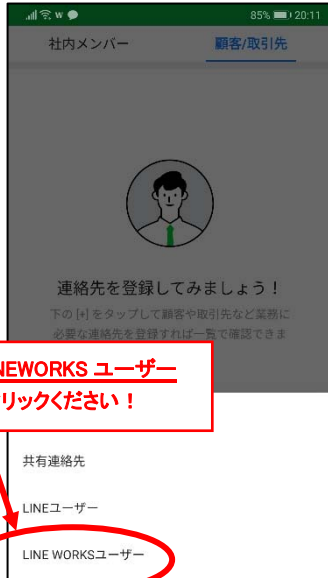 85% 20:11
社内メンバー 顧客/取引先
連絡先を登録してみましょう！
下の [+] をタップして顧客や取引先など業務に
必要な連絡先を登録すれば一覧で確認できま
NEWORKS ユーザー
リックください！
共有連絡先
LINEユーザー
LINE WORKSユーザー